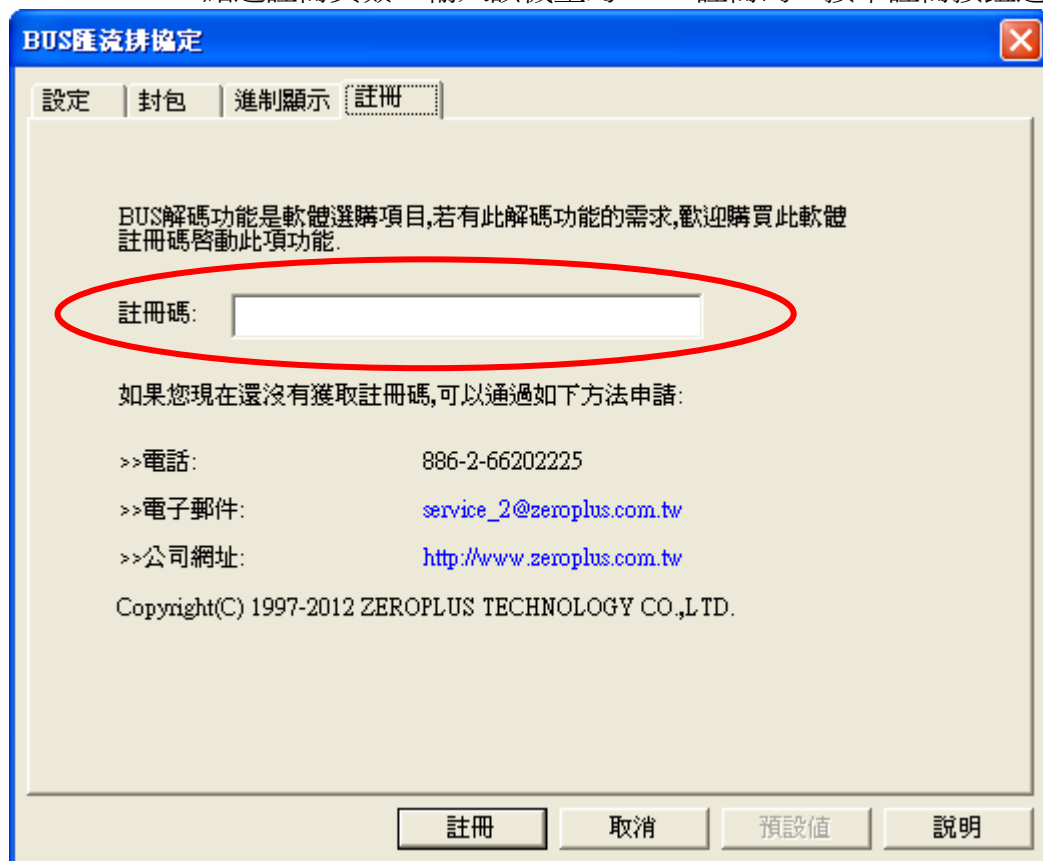 BUS匯流排協定
設定 封包 進制顯示 註冊
BUS解碼功能是軟體選購項目,若有此解碼功能的需求,歡迎購買此軟體
註冊碼啓動此項功能.
註冊碼:
如果您現在還沒有獲取註冊碼,可以通過如下方法申請:
>>電話: 886-2-66202225
>>電子郵件: service_2@zeroplus.com.tw
>>公司網址: http://www.zeroplus.com.tw
Copyright(C) 1997-2012 ZEROPLUS TECHNOLOGY CO.,LTD.
註冊 取消 預設值 說明